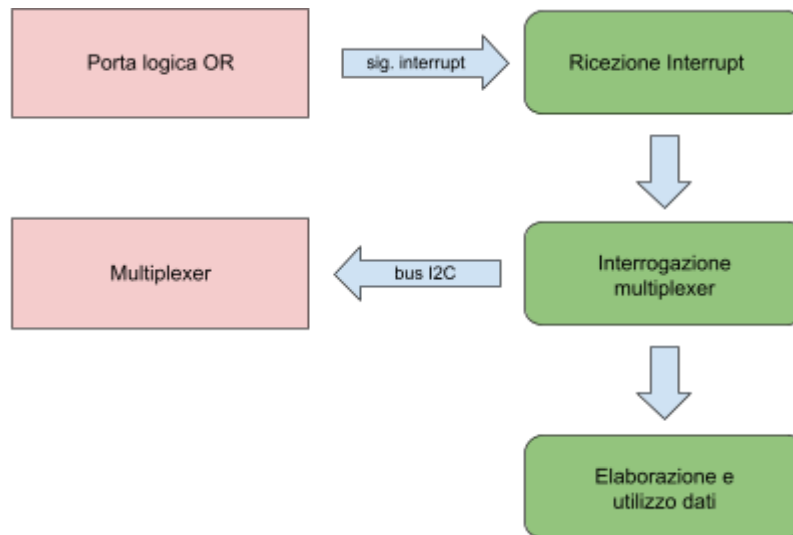 Porta logica OR
sig. interrupt
Ricezione Interrupt
Multiplexer
bus I2C
Interrogazione
multiplexer
Elaborazione e
utilizzo dati